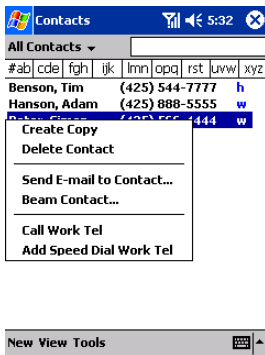 Contacts 5:32
All Contacts
#ab cde fgh ijk lmn opq rst uvw xyz
Benson, Tim (425) 544-7777 h
Hanson, Adam (425) 888-5555 w
4444 w
Create Copy
Delete Contact
Send E-mail to Contact...
Beam Contact...
Call Work Tel
Add Speed Dial Work Tel
New View Tools